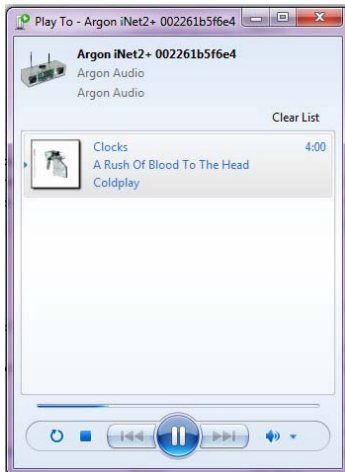 Play To - Argon iNet2+ 002261b5f6e4
Argon iNet2+ 002261b5f6e4
Argon Audio
Argon Audio
Clear List
Clocks 4:00
A Rush Of Blood To The Head
Coldplay